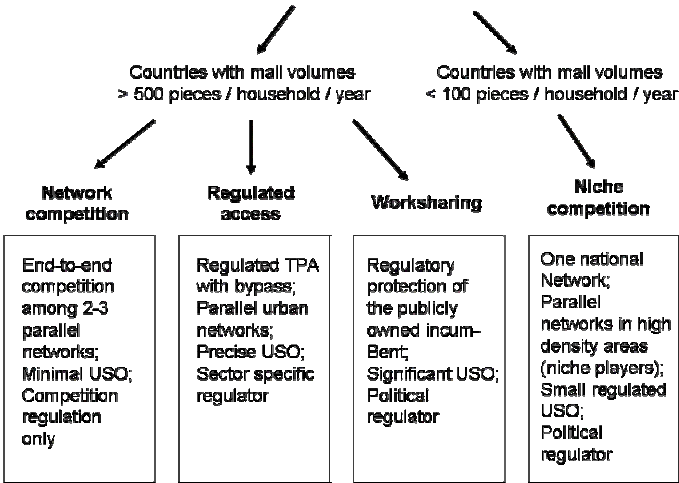 Countries with mail volumes
> 500 pieces / household / year
Countries with mail volumes
< 100 pieces / household / year
Network
competition
Regulated
access
Worksharing
Niche
competition
End-to-end
competition
among 2-3
parallel
networks;
Minimal USO;
Competition
regulation
only
Regulated TPA
with bypass;
Parallel urban
networks;
Precise USO;
Sector specific
regulator
Regulatory
protection of
the publicly
owned incum-
Bent;
Significant USO;
Political
regulator
One national
Network;
Parallel
networks in high
density areas
(niche players);
Small regulated
USO;
Political
regulator